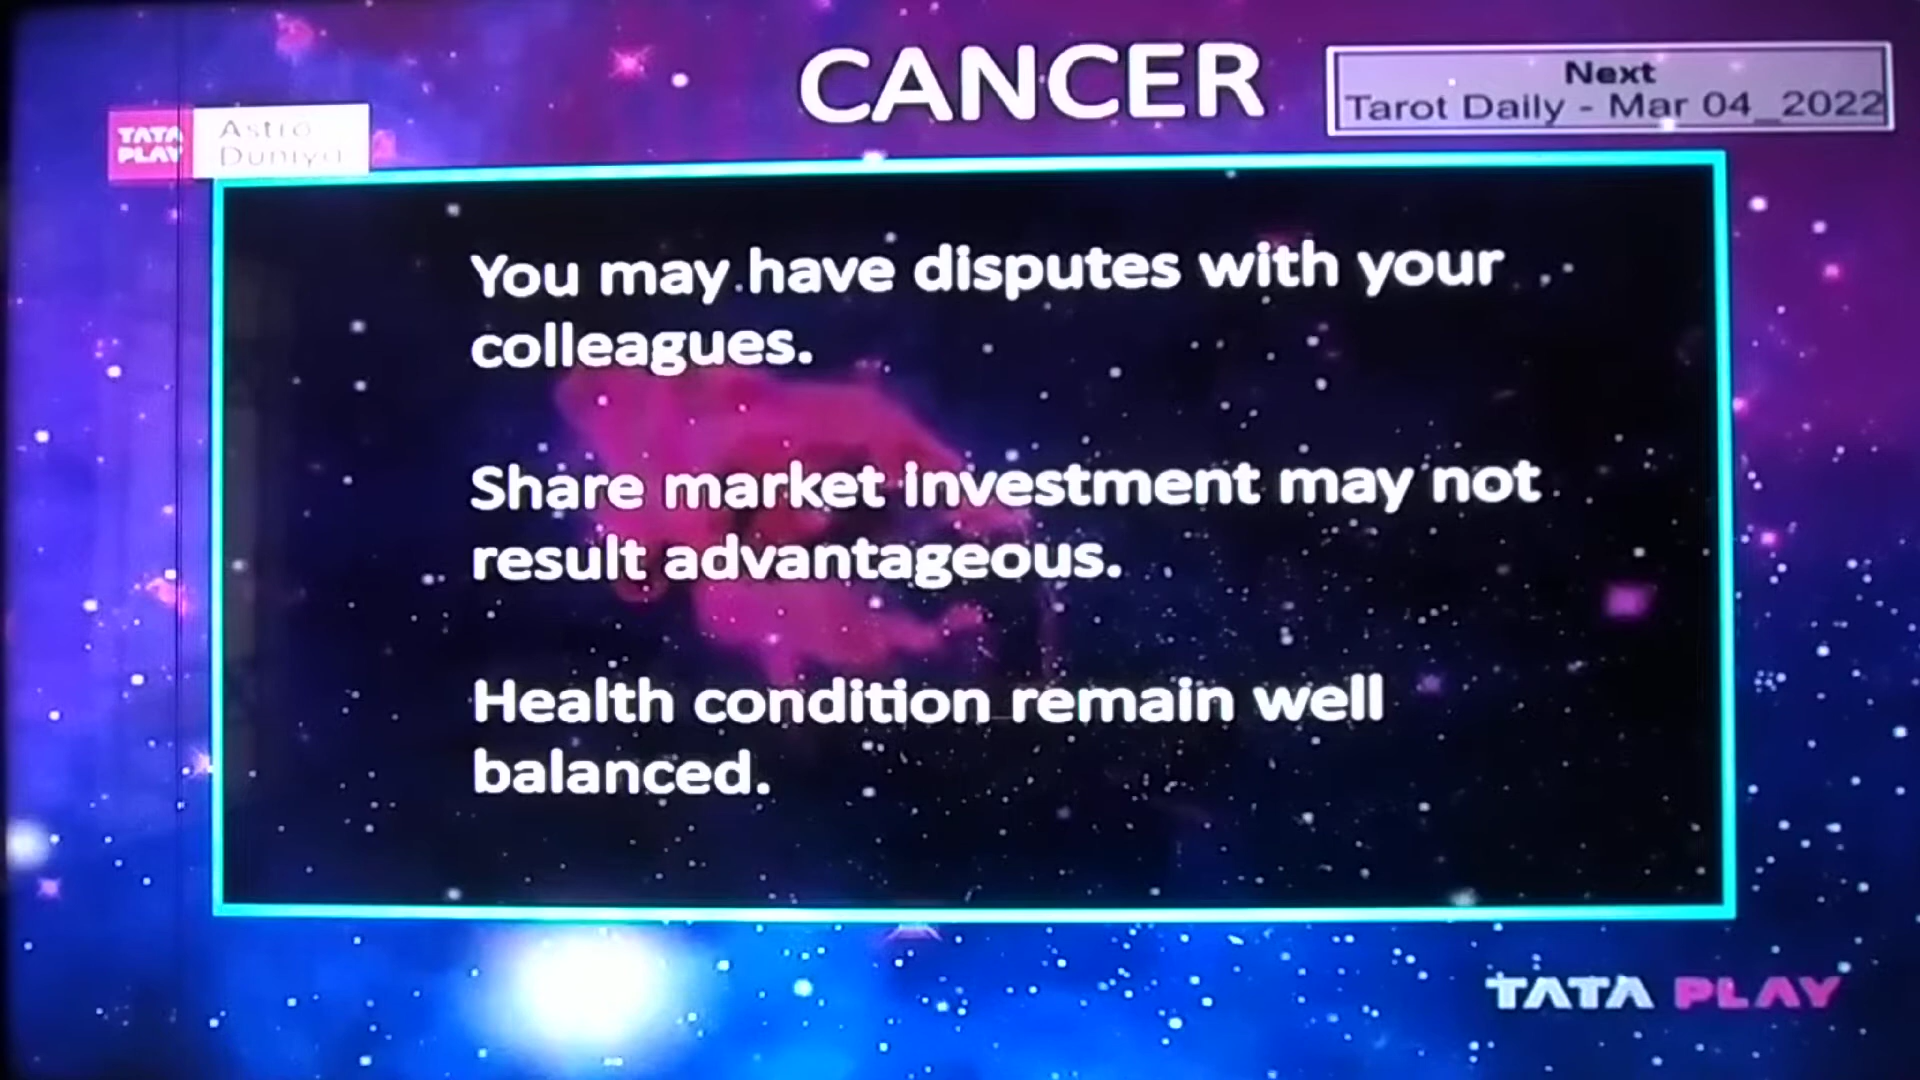 CANCER
Next
Tarot Daily - Mar 04_2022
TATA
PLAY
Astro
Duniya
You may have disputes with your
colleagues.
Share market investment may not
result advantageous.
Health condition remain well
balanced.
TATA PLAY